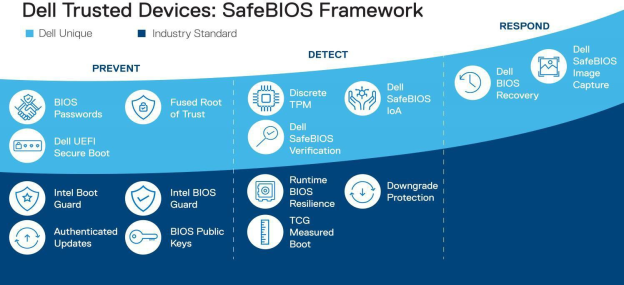 Dell Trusted Devices: SafeBIOS Framework
Dell Unique
Industry Standard
PREVENT
DETECT
RESPOND
BIOS
Passwords
Fused Root
of Trust
Dell UEFI
Secure Boot
Intel Boot
Guard
Intel BIOS
Guard
Authenticated
Updates
BIOS Public
Keys
Discrete
TPM
Dell
SafeBIOS
IoA
Dell
SafeBIOS
Verification
Runtime
BIOS
Resilience
Downgrade
Protection
TCG
Measured
Boot
Dell
BIOS
Recovery
Dell
SafeBIOS
Image
Capture